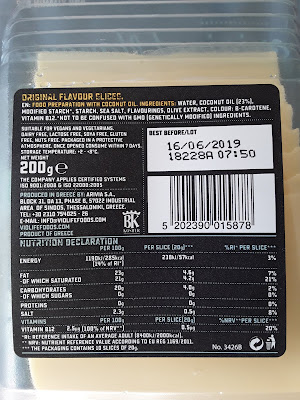 ORIGINAL FLAVOUR SLICES.
EN: FOOD PREPARATION WITH COCONUT OIL. INGREDIENTS: WATER, COCONUT OIL (23%),
MODIFIED STARCH*, STARCH, SEA SALT, FLAVOURINGS, OLIVE EXTRACT, COLOUR: B-CAROTENE,
VITAMIN B12. *NOT TO BE CONFUSED WITH GMO (GENETICALLY MODIFIED) INGREDIENTS.
SUITABLE FOR VEGANS AND VEGETARIANS.
DAIRY FREE, LACTOSE FREE, SOYA FREE, GLUTEN
FREE, NUTS FREE. PACKAGED IN A PROTECTIVE
ATMOSPHERE. ONCE OPENED CONSUME WITHIN 7 DAYS.
STORAGE TEMPERATURE: +2 - +8°C.
NET WEIGHT
200g e
THE COMPANY APPLIES CERTIFIED SYSTEMS
ISO 9001:2008 & ISO 22000:2005
PRODUCED IN GREECE BY: ARIVIA S.A.
BLOCK 31, DA 13, PHASE B, 57022 INDUSTRIAL
AREA OF SINDOS, THESSALONIKI, GREECE.
TEL: +30 2310 754025 - 26
E-MAIL: INFO@VIOLIFEFOODS.COM
WWW.VIOLIFEFOODS.COM
PRODUCT OF GREECE
BEST BEFORE/LOT
16/06/2019
18228A 07:50
BK
LONDON
5 202390 015878
NUTRITION DECLARATION
PER 100g PER SLICE (20g)*** %RI* PER SLICE
ENERGY 1190kj/285kcal 238kj/57kcal 3%
(14% OF RI*)
FAT 23g 4.6g 7%
-OF WHICH SATURATED 21g 4.2g 21%
CARBOHYDRATES 20g 4.0g 2%
-OF WHICH SUGARS 0g 0g 0%
PROTEINS 0g 0g 0%
SALT 2.3g 0.5g 8%
VITAMINS PER 100g PER SLICE(20g) %NRV**PER SLICE
VITAMIN B12 2.5µg (100% OF NRV**) 0.5µg 20%
*RI: REFERENCE INTAKE OF AN AVERAGE ADULT (8400kj/2000kcal)
** NRV: NUTRIENT REFERENCE VALUE ACCORDING TO EU REG 1169/2011.
*** THE PACKAGING CONTAINS 10 SLICES OF 20g.
No. 3426B